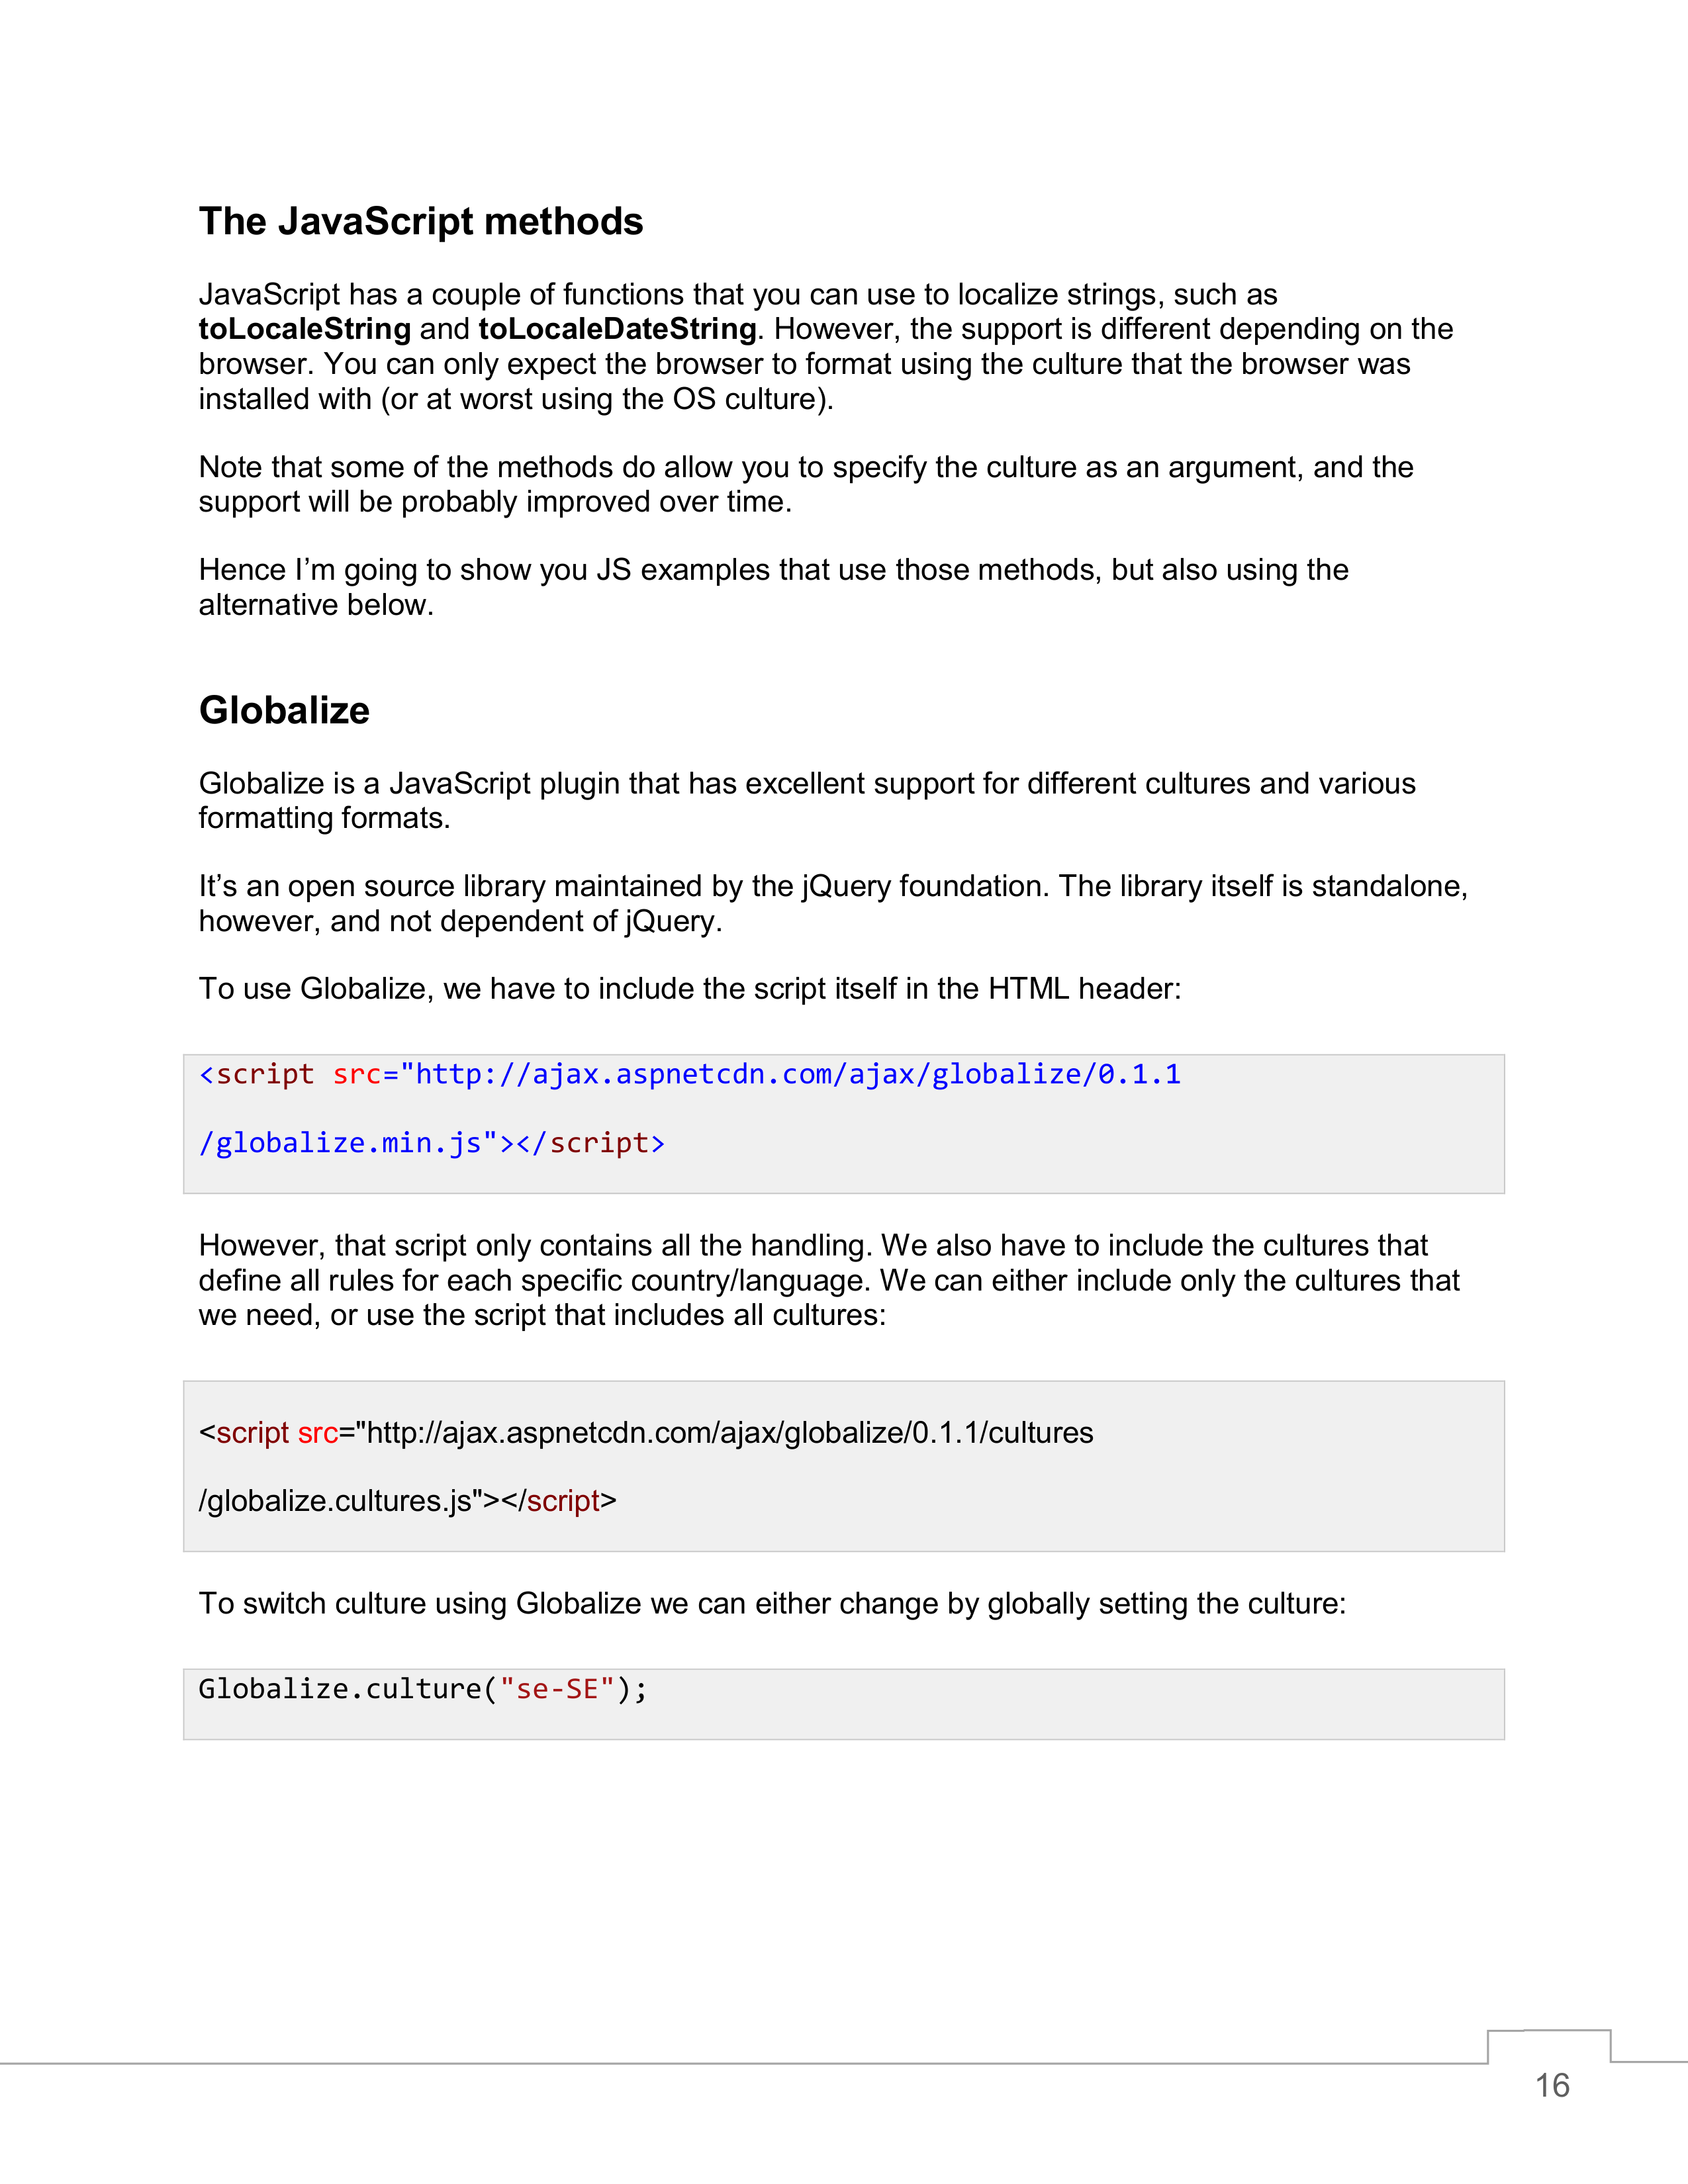 The JavaScript methods
JavaScript has a couple of functions that you can use to localize strings, such as
toLocaleString and toLocaleDateString. However, the support is different depending on the
browser. You can only expect the browser to format using the culture that the browser was
installed with (or at worst using the OS culture).
Note that some of the methods do allow you to specify the culture as an argument, and the
support will be probably improved over time.
Hence I’m going to show you JS examples that use those methods, but also using the
alternative below.
Globalize
Globalize is a JavaScript plugin that has excellent support for different cultures and various
formatting formats.
It’s an open source library maintained by the jQuery foundation. The library itself is standalone,
however, and not dependent of jQuery.
To use Globalize, we have to include the script itself in the HTML header:
<script src="http://ajax.aspnetcdn.com/ajax/globalize/0.1.1
/globalize.min.js"></script>
However, that script only contains all the handling. We also have to include the cultures that
define all rules for each specific country/language. We can either include only the cultures that
we need, or use the script that includes all cultures:
<script src="http://ajax.aspnetcdn.com/ajax/globalize/0.1.1/cultures
/globalize.cultures.js"></script>
To switch culture using Globalize we can either change by globally setting the culture:
Globalize.culture("se-SE");
16